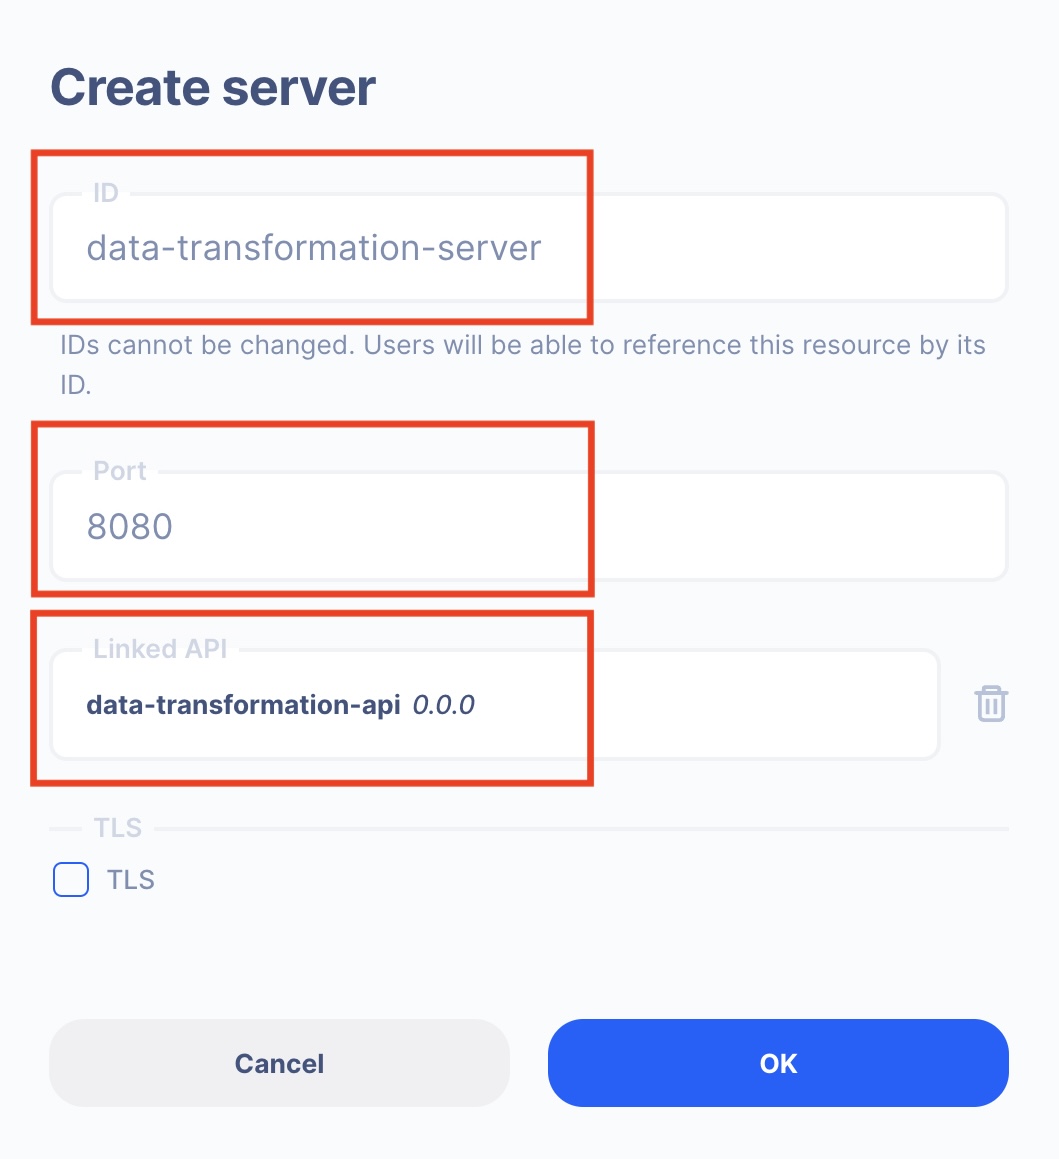 Create server
ID
data-transformation-server
IDs cannot be changed. Users will be able to reference this resource by its
ID.
Port
8080
Linked API
data-transformation-api 0.0.0
TLS
TLS
Cancel
OK